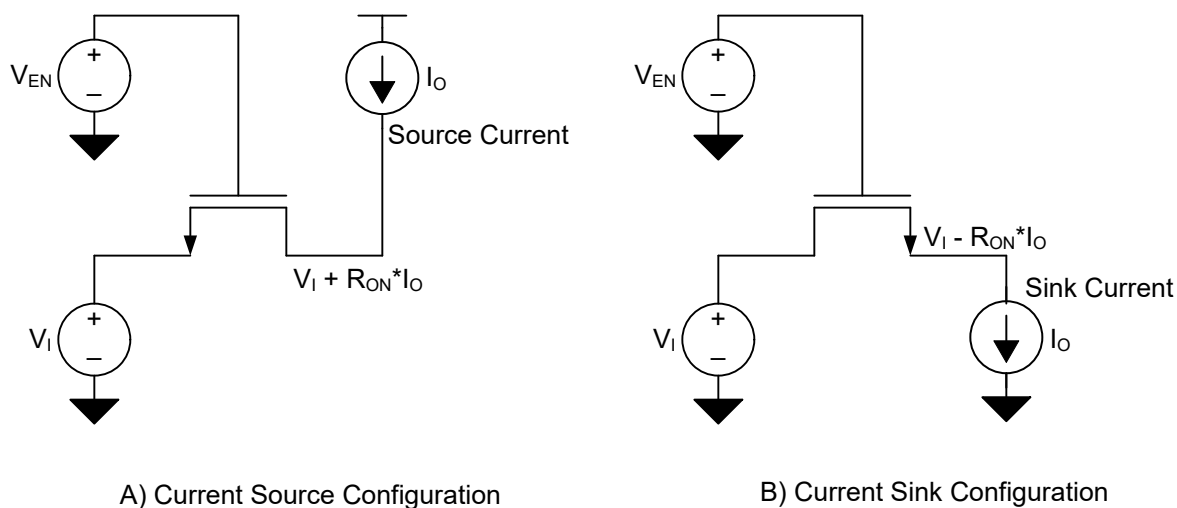 V_EN
+
–
I_O
Source Current
V_I + R_ON*I_O
V_I
+
–
A) Current Source Configuration
V_EN
+
–
V_I - R_ON*I_O
Sink Current
V_I
+
–
I_O
B) Current Sink Configuration